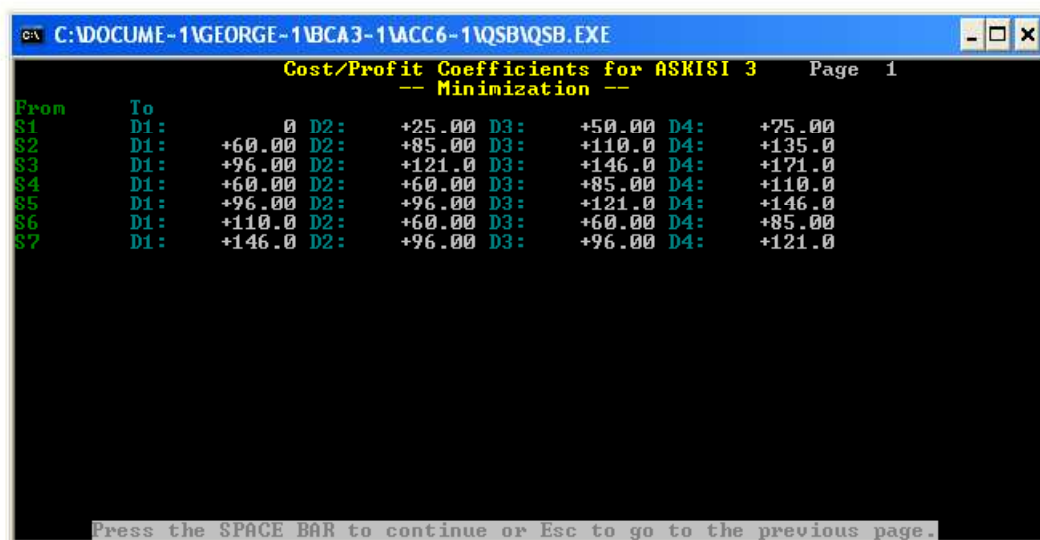 C:\DOCUME~1\GEORGE~1\BCA3~1\ACC6~1\QSB\QSB.EXE
Cost/Profit Coefficients for ASKISI 3 Page 1
-- Minimization --
From To
S1 D1: 0 D2: +25.00 D3: +50.00 D4: +75.00
S2 D1: +60.00 D2: +85.00 D3: +110.0 D4: +135.0
S3 D1: +96.00 D2: +121.0 D3: +146.0 D4: +171.0
S4 D1: +60.00 D2: +60.00 D3: +85.00 D4: +110.0
S5 D1: +96.00 D2: +96.00 D3: +121.0 D4: +146.0
S6 D1: +110.0 D2: +60.00 D3: +60.00 D4: +85.00
S7 D1: +146.0 D2: +96.00 D3: +96.00 D4: +121.0
Press the SPACE BAR to continue or Esc to go to the previous page.